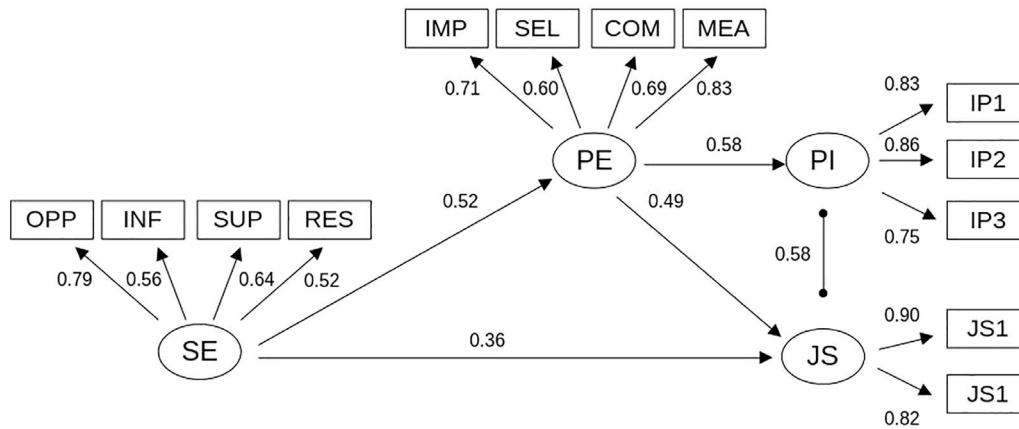 IMP SEL COM MEA
0.71 0.60 0.69 0.83
0.83
IP1
PE 0.58 PI
0.86
IP2
0.52 0.49
OPP INF SUP RES
IP3
0.75
0.79 0.56 0.64 0.52
0.58
0.90
JS1
SE 0.36 JS
JS1
0.82